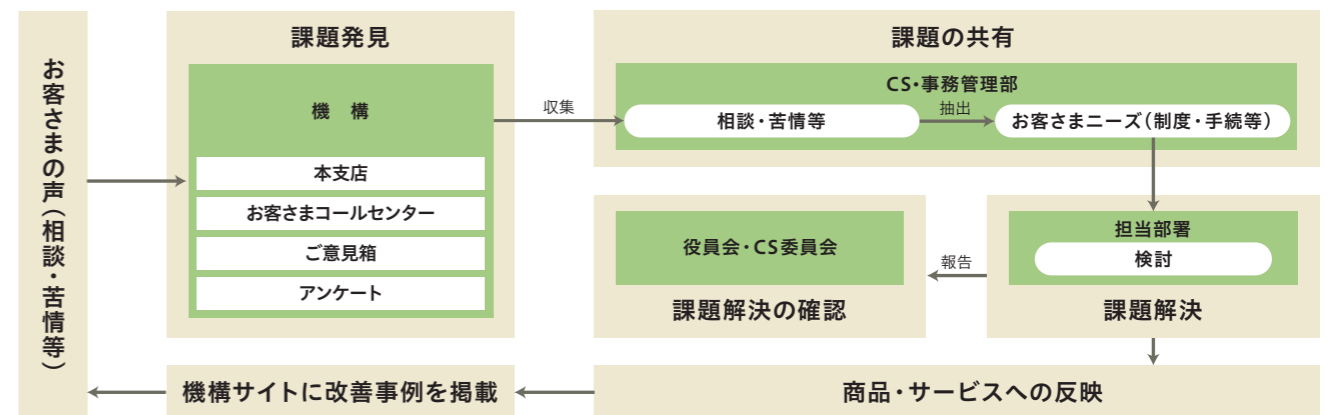 お客さまの声（相談・苦情等）
課題発見
機　構
本支店
お客さまコールセンター
ご意見箱
アンケート
収集
課題の共有
CS・事務管理部
相談・苦情等
抽出
お客さまニーズ（制度・手続等）
担当部署
検討
課題解決
報告
役員会・CS委員会
課題解決の確認
商品・サービスへの反映
機構サイトに改善事例を掲載